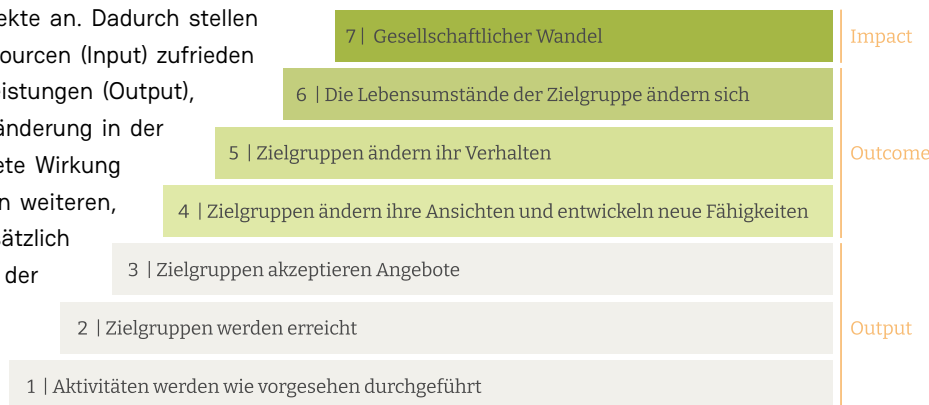 ekte an. Dadurch stellen
ourcen (Input) zufrieden
eistungen (Output),
änderung in der
ete Wirkung
n weiteren,
sätzlich
der
7 | Gesellschaftlicher Wandel
Impact
6 | Die Lebensumstände der Zielgruppe ändern sich
5 | Zielgruppen ändern ihr Verhalten
Outcome
4 | Zielgruppen ändern ihre Ansichten und entwickeln neue Fähigkeiten
3 | Zielgruppen akzeptieren Angebote
2 | Zielgruppen werden erreicht
Output
1 | Aktivitäten werden wie vorgesehen durchgeführt